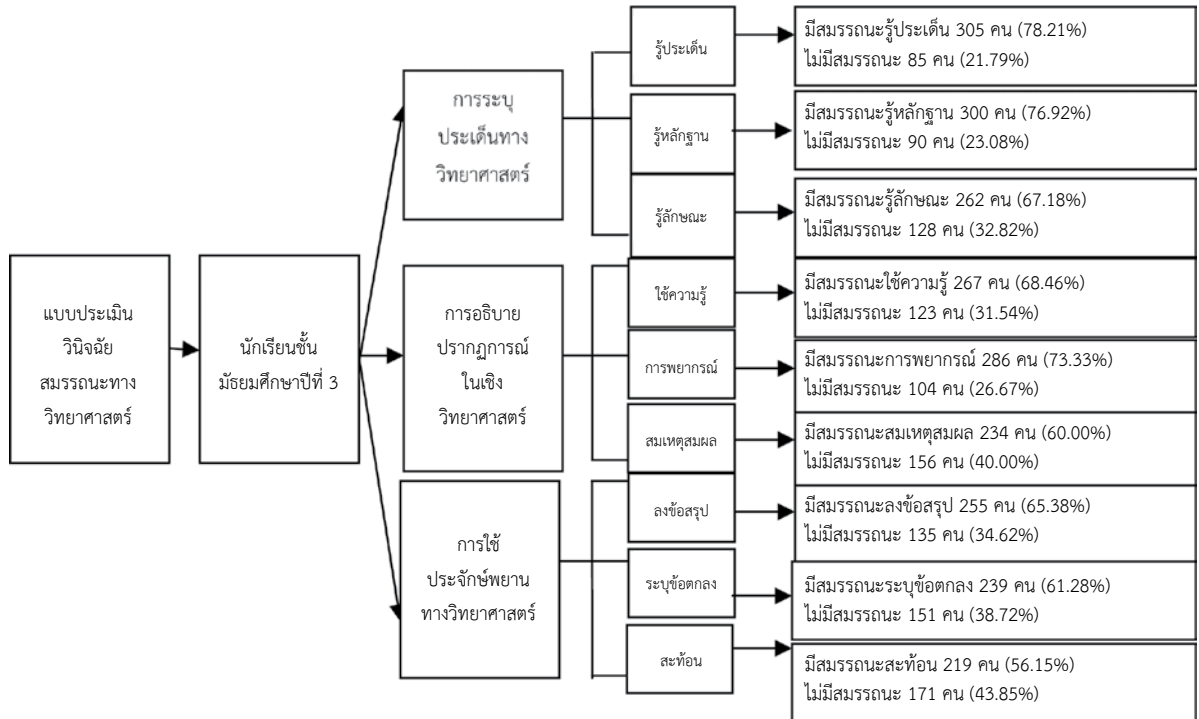 แบบประเมิน
วินิจฉัย
สมรรถนะทาง
วิทยาศาสตร์
นักเรียนชั้น
มัธยมศึกษาปีที่ 3
การระบุ
ประเด็นทาง
วิทยาศาสตร์
รู้ประเด็น
มีสมรรถนะรู้ประเด็น 305 คน (78.21%)
ไม่มีสมรรถนะ 85 คน (21.79%)
รู้หลักฐาน
มีสมรรถนะรู้หลักฐาน 300 คน (76.92%)
ไม่มีสมรรถนะ 90 คน (23.08%)
รู้ลักษณะ
มีสมรรถนะรู้ลักษณะ 262 คน (67.18%)
ไม่มีสมรรถนะ 128 คน (32.82%)
การอธิบาย
ปรากฏการณ์
ในเชิง
วิทยาศาสตร์
ใช้ความรู้
มีสมรรถนะใช้ความรู้ 267 คน (68.46%)
ไม่มีสมรรถนะ 123 คน (31.54%)
การพยากรณ์
มีสมรรถนะการพยากรณ์ 286 คน (73.33%)
ไม่มีสมรรถนะ 104 คน (26.67%)
สมเหตุสมผล
มีสมรรถนะสมเหตุสมผล 234 คน (60.00%)
ไม่มีสมรรถนะ 156 คน (40.00%)
การใช้
ประจักษ์พยาน
ทางวิทยาศาสตร์
ลงข้อสรุป
มีสมรรถนะลงข้อสรุป 255 คน (65.38%)
ไม่มีสมรรถนะ 135 คน (34.62%)
ระบุข้อตกลง
มีสมรรถนะระบุข้อตกลง 239 คน (61.28%)
ไม่มีสมรรถนะ 151 คน (38.72%)
สะท้อน
มีสมรรถนะสะท้อน 219 คน (56.15%)
ไม่มีสมรรถนะ 171 คน (43.85%)